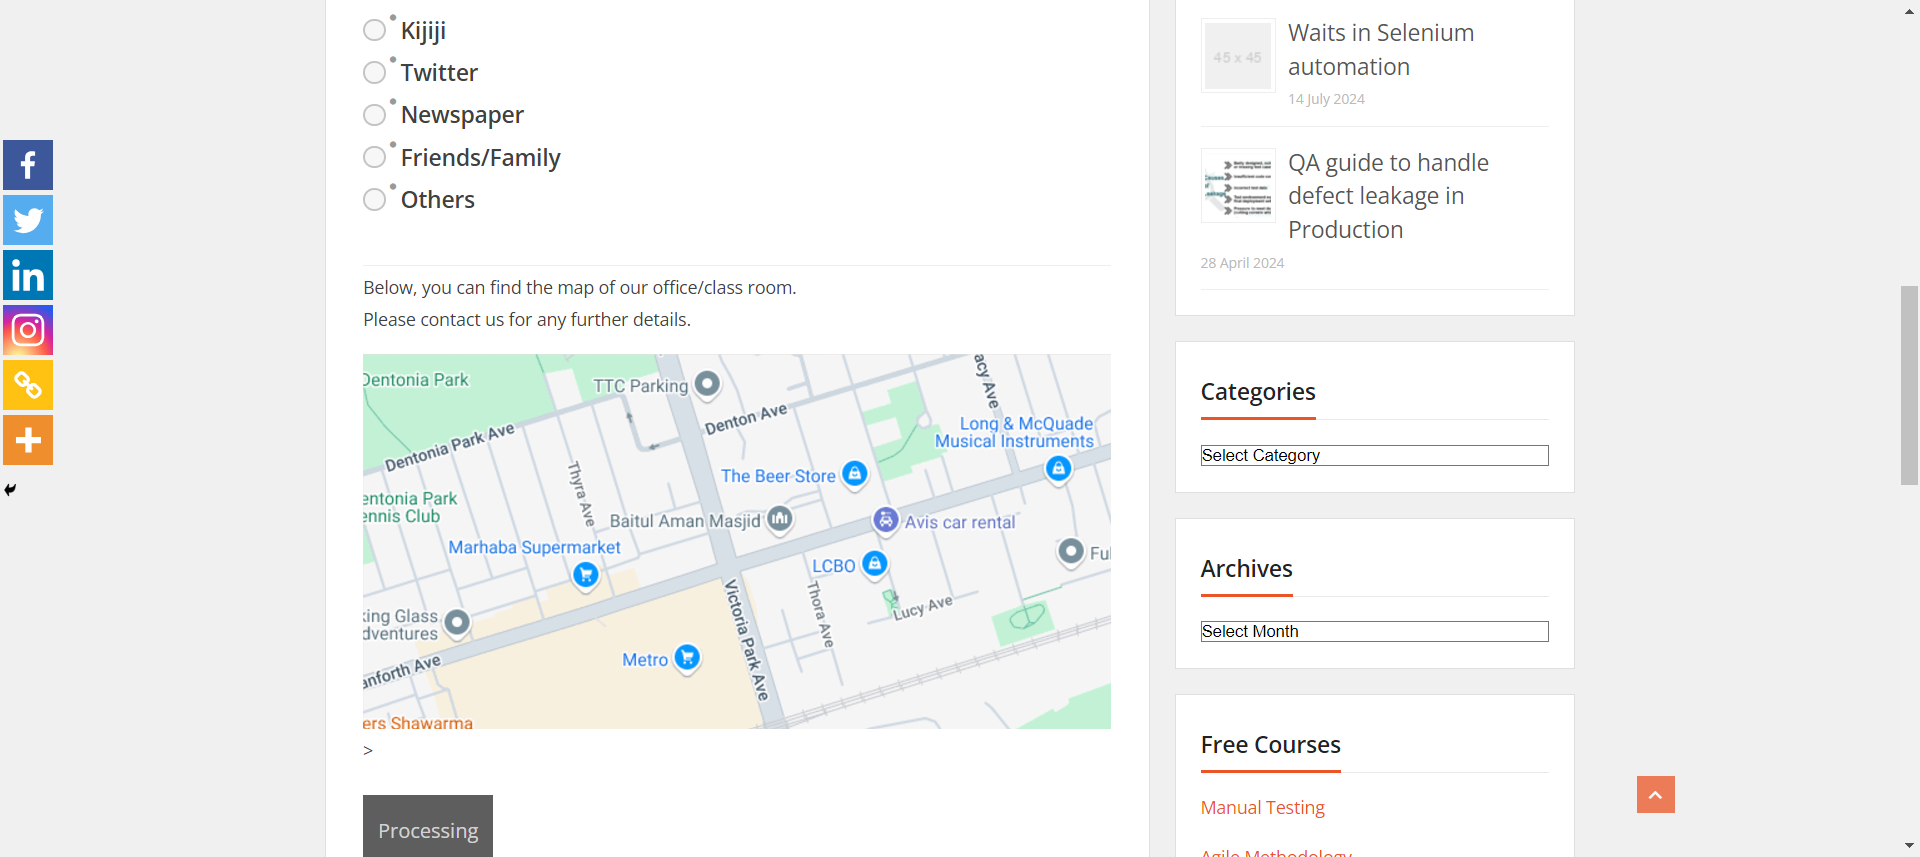 Kijiji
Twitter
Newspaper
Friends/Family
Others
Below, you can find the map of our office/class room.
Please contact us for any further details.
Dentonia Park
TTC Parking
Denton Ave
acy Ave
Long & McQuade
Musical Instruments
Dentonia Park Ave
The Beer Store
Thyra Ave
entonia Park
ennis Club
Baitul Aman Masjid
Avis car rental
Marhaba Supermarket
LCBO
Ful
Victoria Park Ave
Thora Ave
Lucy Ave
king Glass
dventures
Metro
anforth Ave
ers Shawarma
>
Processing
45 x 45
Waits in Selenium
automation
14 July 2024
QA guide to handle
defect leakage in
Production
28 April 2024
Categories
Select Category
Archives
Select Month
Free Courses
Manual Testing
Agile Methodology